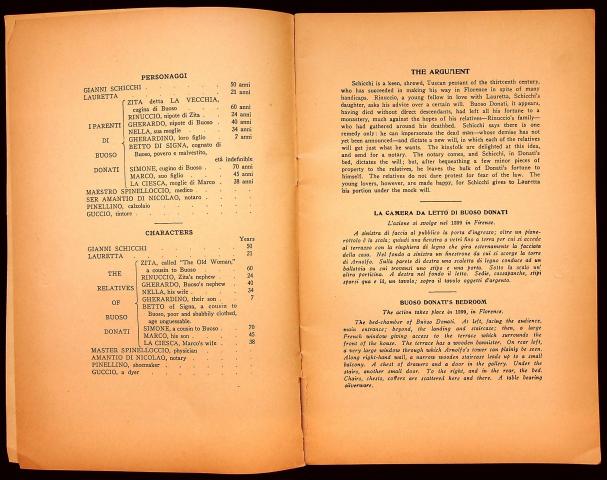 PERSONAGGI
GIANNI SCHICCHI . . . . . 50 anni
LAURETTA . . . . . 21 anni
I PARENTI DI BUOSO DONATI
ZITA detta LA VECCHIA,
cugina di Buoso . . 60 anni
RINUCCIO, nipote di Zita . . 24 anni
GHERARDO, nipote di Buoso . 40 anni
NELLA, sua moglie . . 34 anni
GHERARDINO, loro figlio . . 7 anni
BETTO DI SIGNA, cognato di
Buoso, povero e malvestito,
età indefinibile
SIMONE, cugino di Buoso . 70 anni
MARCO, suo figlio . . 45 anni
LA CIESCA, moglie di Marco . 38 anni
MAESTRO SPINELLOCCIO, medico . .
SER AMANTIO DI NICOLAO, notaro . .
PINELLINO, calzolaio . . .
GUCCIO, tintore . . . .
CHARACTERS
Years
GIANNI SCHICCHI . . . . . 50
LAURETTA . . . . . 21
THE RELATIVES OF BUOSO DONATI
ZITA, called "The Old Woman,"
a cousin to Buoso . . 60
RINUCCIO, Zita's nephew . . 24
GHERARDO, Buoso's nephew . 40
NELLA, his wife . . . 34
GHERARDINO, their son . . 7
BETTO of Signa, a cousin to
Buoso, poor and shabbily clothed,
age unguessable.
SIMONE, a cousin to Buoso . 70
MARCO, his son . . . 45
LA CIESCA, Marco's wife . . 38
MASTER SPINELLOCCIO, physician . .
AMANTIO DI NICOLAO, notary . . .
PINELLINO, shoemaker . . . .
GUCCIO, a dyer . . . .
THE ARGUMENT
Schicchi is a keen, shrewd, Tuscan peasant of the thirteenth century,
who has succeeded in making his way in Florence in spite of many
handicaps. Rinuccio, a young fellow in love with Lauretta, Schicchi's
daughter, asks his advice over a certain will. Buoso Donati, it appears,
having died without direct descendants, had left all his fortune to a
monastery, much against the hopes of his relatives—Rinuccio's family—
who had gathered around his deathbed. Schicchi says there is one
remedy only: he can impersonate the dead man—whose demise has not
yet been announced—and dictate a new will, in which each of the relatives
will get just what he wants. The kinsfolk are delighted at this idea,
and send for a notary. The notary comes, and Schicchi, in Donati's
bed, dictates the will; but, after bequeathing a few minor pieces of
property to the relatives, he leaves the bulk of Donati's fortune to
himself. The relatives do not dare protest for fear of the law. The
young lovers, however, are made happy, for Schicchi gives to Lauretta
his portion under the mock will.
LA CAMERA DA LETTO DI BUOSO DONATI
L'azione si svolge nel 1299 in Firenze.
A sinistra di faccia al pubblico la porta d'ingresso; oltre un piane-
rottolo è la scala; quindi una finestra a vetri fino a terra per cui si accede
al terrazzo con la ringhiera di legno che gira esternamente la facciata
della casa. Nel fondo a sinistra un finestrone da cui si scorge la torre
di Arnolfo. Sulla parete di destra una scaletta di legno conduce ad un
ballatoio su cui trovansi uno stipo e una porta. Sotto la scala un'
altra porticina. A destra nel fondo il letto. Sedie, cassapanche, stipi
sparsi qua e là, un tavolo; sopra il tavolo oggetti d'argento.
BUOSO DONATI'S BEDROOM
The action takes place in 1299, in Florence.
The bed-chamber of Buoso Donati. At left, facing the audience,
main entrance; beyond, the landing and staircase; then, a large
French window giving access to the terrace which surrounds the
front of the house. The terrace has a wooden bannister. On rear left,
a very large window through which Arnolfo's tower can plainly be seen.
Along right-hand wall, a narrow wooden staircase leads up to a small
balcony. A chest of drawers and a door in the gallery. Under the
stairs, another small door. To the right, and in the rear, the bed.
Chairs, chests, coffers are scattered here and there. A table bearing
silverware.